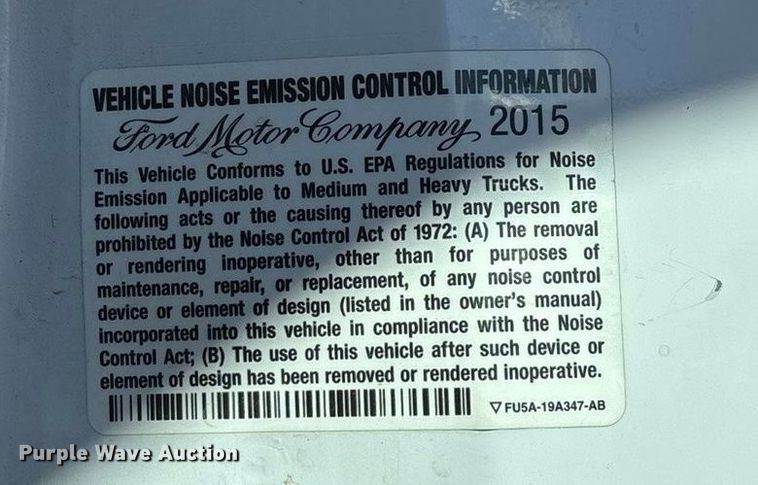 VEHICLE NOISE EMISSION CONTROL INFORMATION
Ford Motor Company 2015
This Vehicle Conforms to U.S. EPA Regulations for Noise
Emission Applicable to Medium and Heavy Trucks. The
following acts or the causing thereof by any person are
prohibited by the Noise Control Act of 1972: (A) The removal
or rendering inoperative, other than for purposes of
maintenance, repair, or replacement, of any noise control
device or element of design (listed in the owner's manual)
incorporated into this vehicle in compliance with the Noise
Control Act; (B) The use of this vehicle after such device or
element of design has been removed or rendered inoperative.
▽ FU5A-19A347-AB
Purple Wave Auction